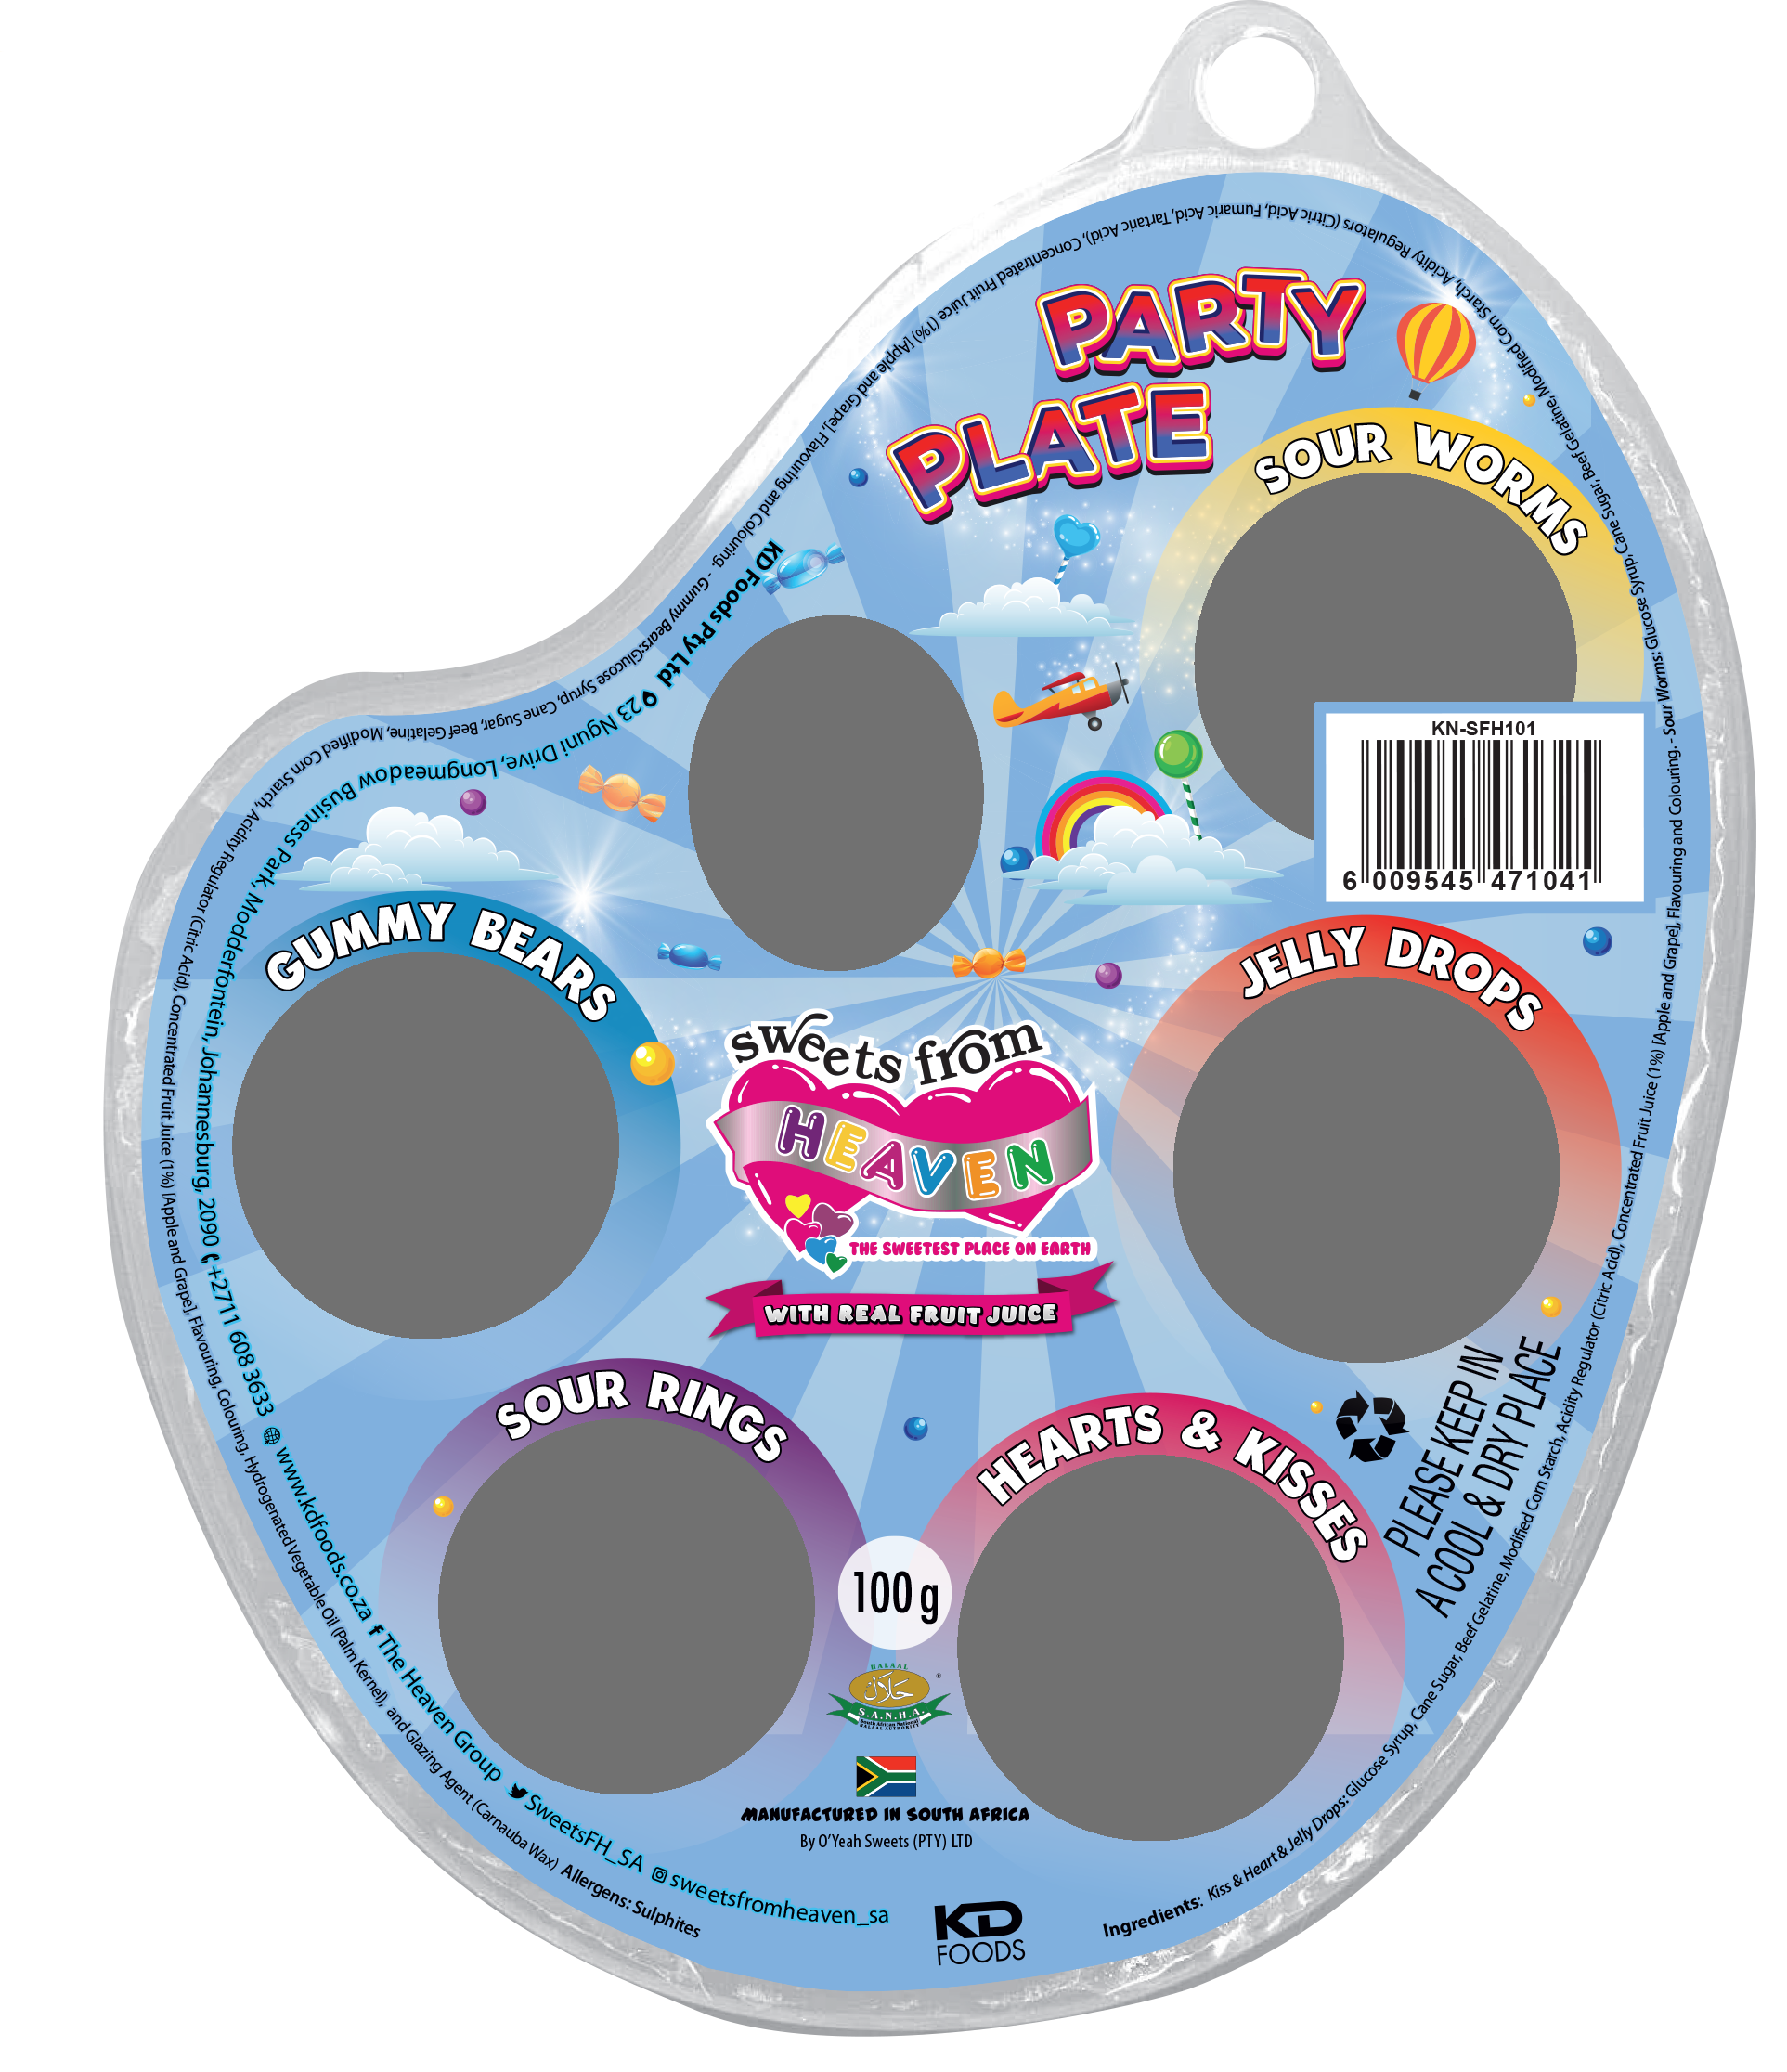 PARTY
PLATE
SOUR WORMS
KN-SFH101
6 009545 471041
GUMMY BEARS
JELLY DROPS
sweets from
HEAVEN
THE SWEETEST PLACE ON EARTH
WITH REAL FRUIT JUICE
SOUR RINGS
HEARTS & KISSES
PLEASE KEEP IN
A COOL & DRY PLACE
100 g
HALAAL
حلال
®
S.A.N.H.A.
South African National
HALAAL AUTHORITY
MANUFACTURED IN SOUTH AFRICA
By O'Yeah Sweets (PTY) LTD
KD
FOODS
KD Foods Pty Ltd 23 Nguni Drive, Longmeadow Business Park, Modderfontein, Johannesburg, 2090 +2711 608 3633 www.kdfoods.co.za The Heaven Group SweetsFH_SA sweetsfromheaven_sa
Ingredients: Kiss & Heart & Jelly Drops: Glucose Syrup, Cane Sugar, Beef Gelatine, Modified Corn Starch, Acidity Regulator (Citric Acid), Concentrated Fruit Juice (1%) [Apple and Grape], Flavouring and Colouring. - Sour Worms: Glucose Syrup, Cane Sugar, Beef Gelatine, Modified Corn Starch, Acidity Regulators (Citric Acid, Fumaric Acid, Tartaric Acid), Concentrated Fruit Juice (1%) [Apple and Grape], Flavouring and Colouring. - Gummy Bears:Glucose Syrup, Cane Sugar, Beef Gelatine, Modified Corn Starch, Acidity Regulator (Citric Acid), Concentrated Fruit Juice (1%) [Apple and Grape], Flavouring, Colouring, Hydrogenated Vegetable Oil (Palm Kernel), and Glazing Agent (Carnauba Wax) Allergens: Sulphites